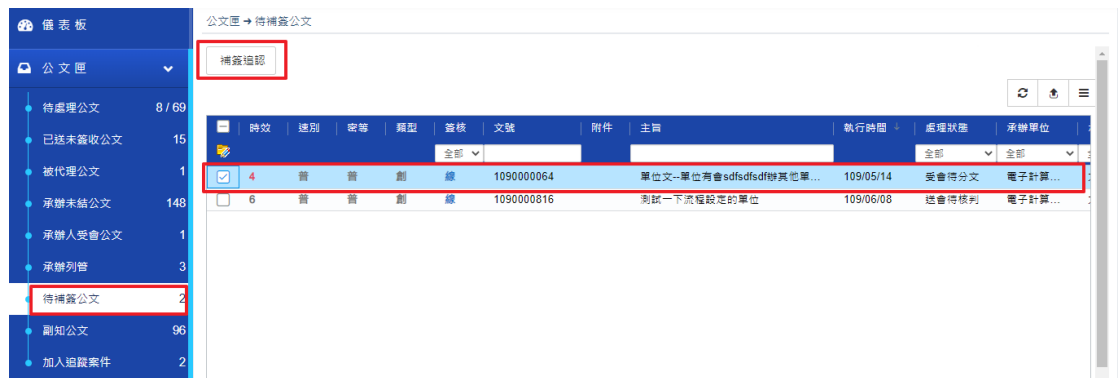 儀表板
公文匣
待處理公文 8 / 69
已送未簽收公文 15
被代理公文 1
承辦未結公文 148
承辦人受會公文 1
承辦列管 3
待補簽公文 2
副知公文 96
加入追蹤案件 2
公文匣 ➔ 待補簽公文
補簽追認
時效 速別 密等 類型 簽核 文號 附件 主旨 執行時間 處理狀態 承辦單位
全部 全部 全部
4 普 普 創 線 1090000064 單位文--單位有會sdfsdfsdf辦其他單... 109/05/14 受會待分文 電子計算...
6 普 普 創 線 1090000816 測試一下流程設定的單位 109/06/08 送會待核判 電子計算...